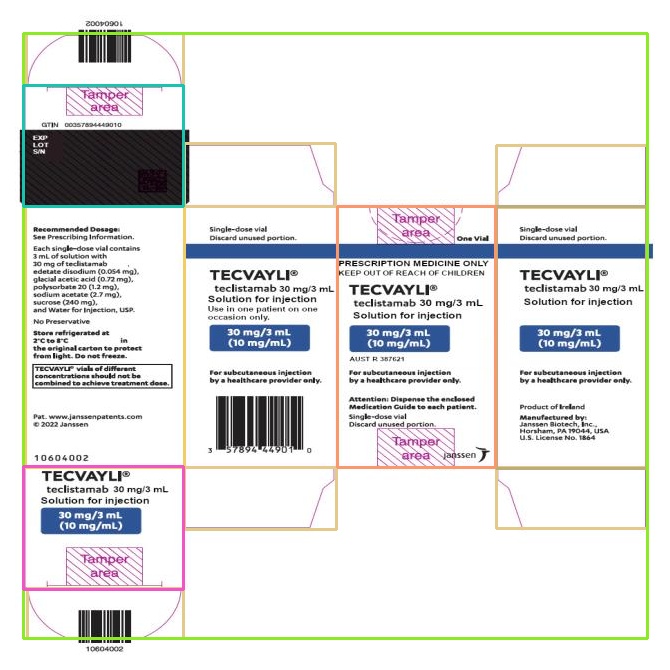 10604002
Tamper
area
GTIN 00357894449010
EXP
LOT
S/N
Recommended Dosage:
See Prescribing Information.
Each single-dose vial contains
3 mL of solution with
30 mg of teclistamab
edetate disodium (0.054 mg),
glacial acetic acid (0.72 mg),
polysorbate 20 (1.2 mg),
sodium acetate (2.7 mg),
sucrose (240 mg),
and Water for Injection, USP.
No Preservative
Store refrigerated at
2°C to 8°C in
the original carton to protect
from light. Do not freeze.
TECVAYLI® vials of different
concentrations should not be
combined to achieve treatment dose.
Pat. www.janssenpatents.com
© 2022 Janssen
10604002
TECVAYLI®
teclistamab 30 mg/3 mL
Solution for injection
30 mg/3 mL
(10 mg/mL)
Tamper
area
10604002
Single-dose vial
Discard unused portion.
TECVAYLI®
teclistamab 30 mg/3 mL
Solution for injection
Use in one patient on one
occasion only.
30 mg/3 mL
(10 mg/mL)
For subcutaneous injection
by a healthcare provider only.
3 57894 44901 0
Tamper
area
One Vial
PRESCRIPTION MEDICINE ONLY
KEEP OUT OF REACH OF CHILDREN
TECVAYLI®
teclistamab 30 mg/3 mL
Solution for injection
30 mg/3 mL
(10 mg/mL)
AUST R 387621
For subcutaneous injection
by a healthcare provider only.
Attention: Dispense the enclosed
Medication Guide to each patient.
Single-dose vial
Discard unused portion.
Tamper
area
janssen
Single-dose vial
Discard unused portion.
TECVAYLI®
teclistamab 30 mg/3 mL
Solution for injection
30 mg/3 mL
(10 mg/mL)
For subcutaneous injection
by a healthcare provider only.
Product of Ireland
Manufactured by:
Janssen Biotech, Inc.,
Horsham, PA 19044, USA
U.S. License No. 1864